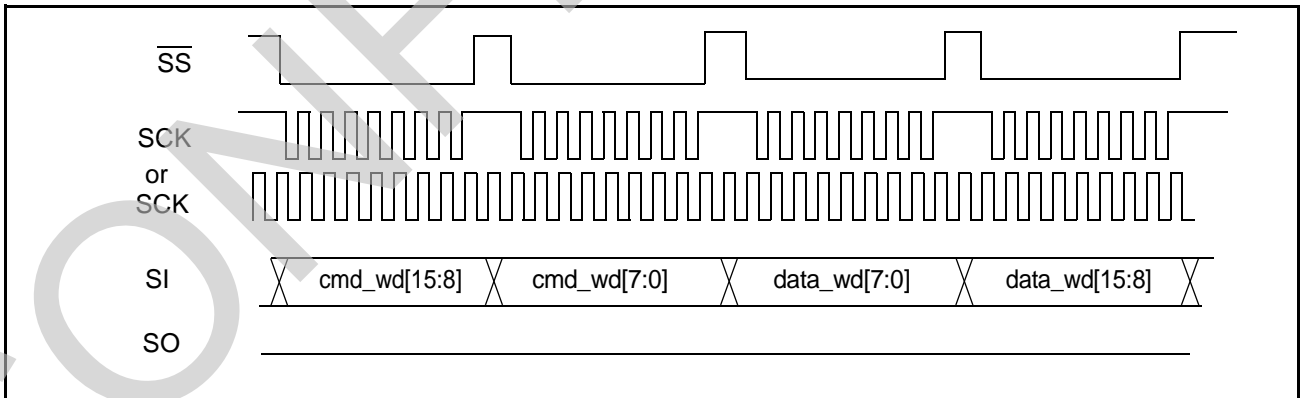 SS
SCK
or
SCK
SI
cmd_wd[15:8]
cmd_wd[7:0]
data_wd[7:0]
data_wd[15:8]
SO